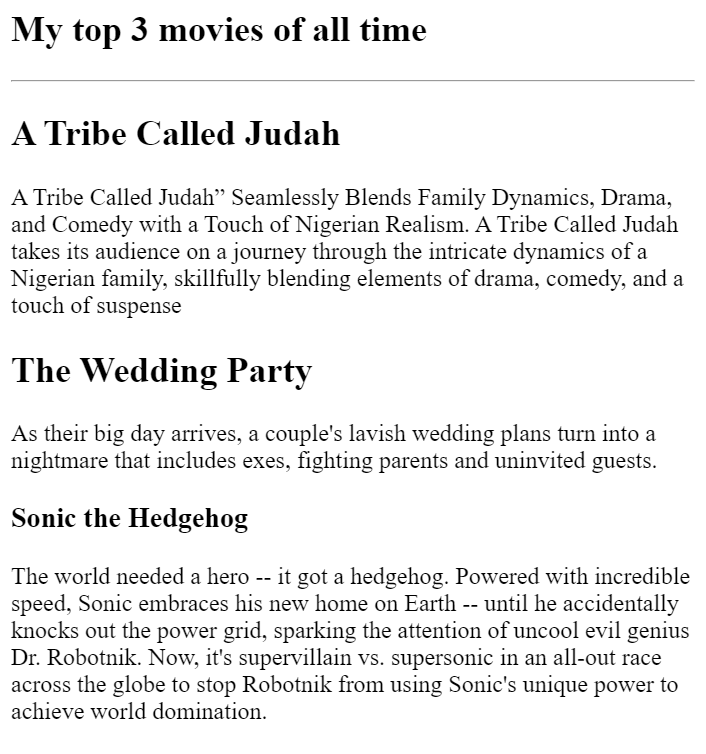 My top 3 movies of all time
A Tribe Called Judah
A Tribe Called Judah” Seamlessly Blends Family Dynamics, Drama,
and Comedy with a Touch of Nigerian Realism. A Tribe Called Judah
takes its audience on a journey through the intricate dynamics of a
Nigerian family, skillfully blending elements of drama, comedy, and a
touch of suspense
The Wedding Party
As their big day arrives, a couple's lavish wedding plans turn into a
nightmare that includes exes, fighting parents and uninvited guests.
Sonic the Hedgehog
The world needed a hero -- it got a hedgehog. Powered with incredible
speed, Sonic embraces his new home on Earth -- until he accidentally
knocks out the power grid, sparking the attention of uncool evil genius
Dr. Robotnik. Now, it's supervillain vs. supersonic in an all-out race
across the globe to stop Robotnik from using Sonic's unique power to
achieve world domination.